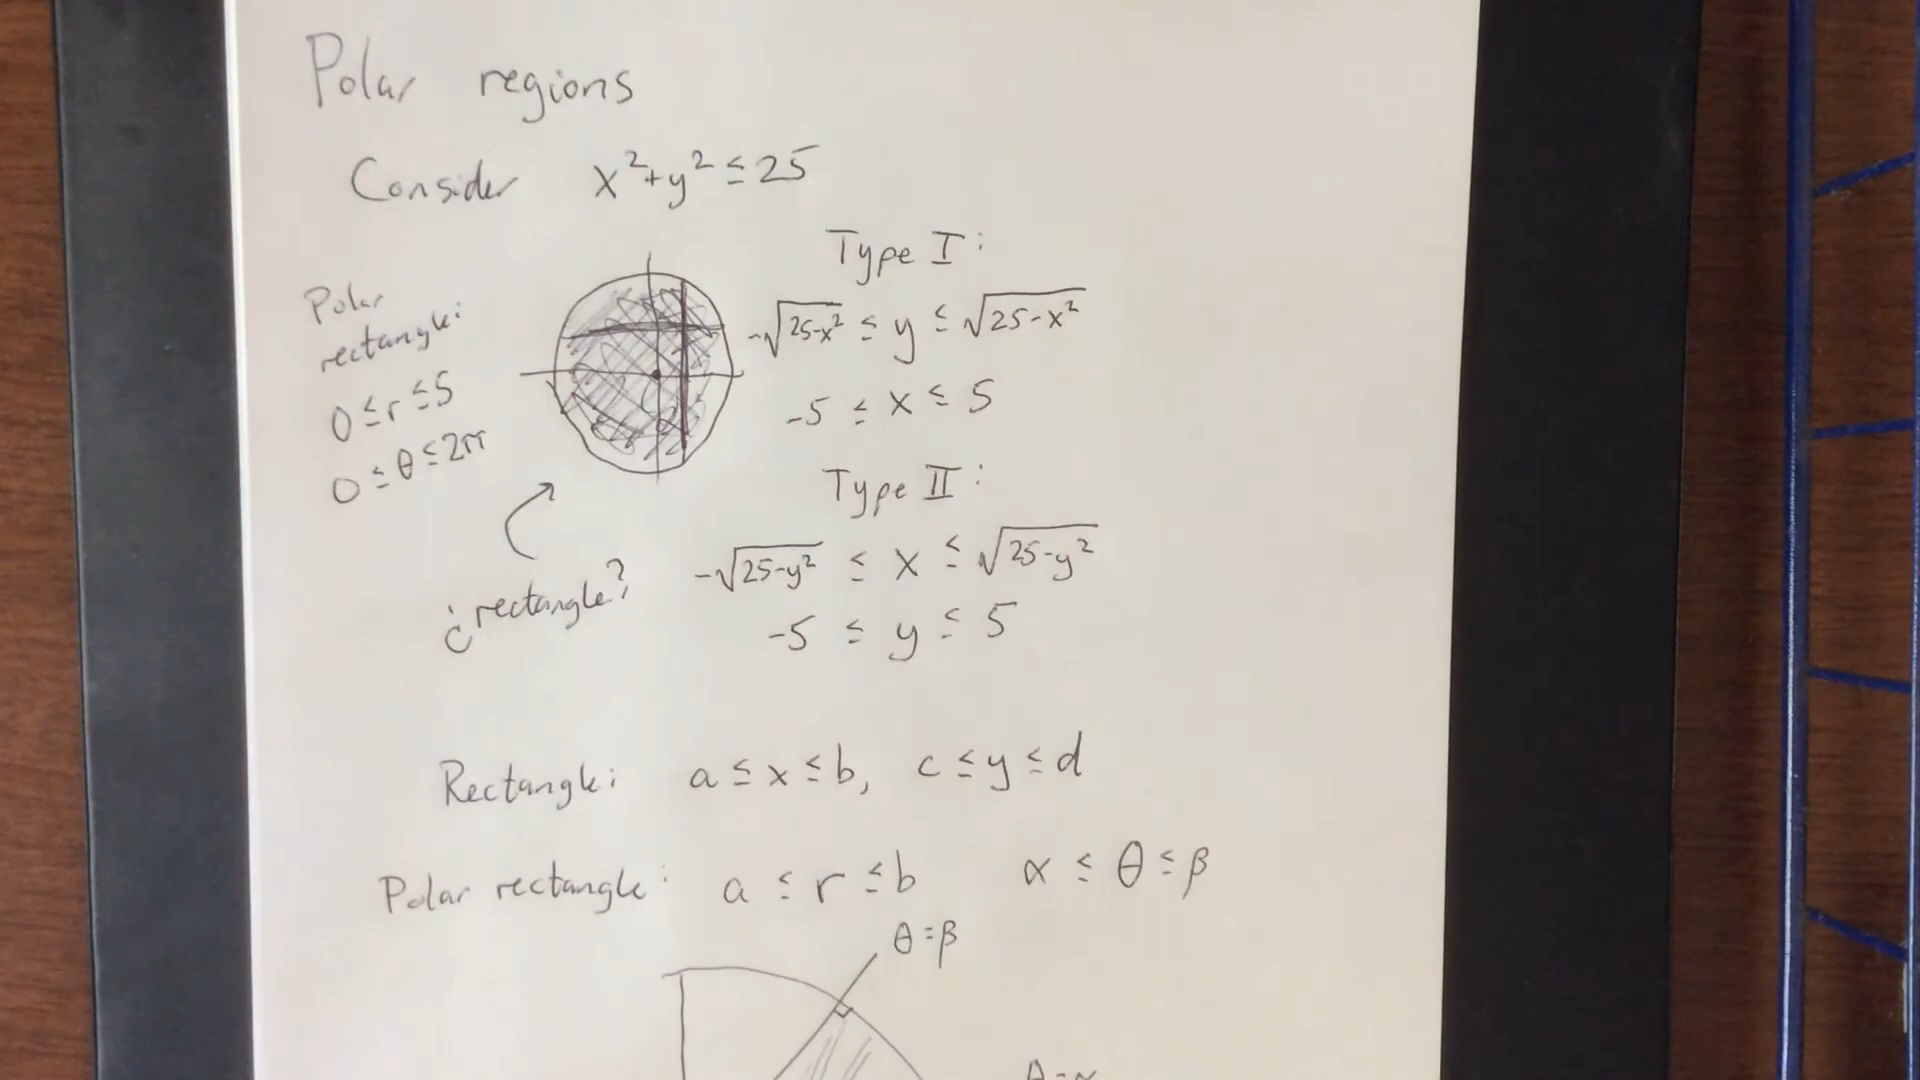 Polar regions
Consider x²+y² ≤ 25
Type I:
-√25-x² ≤ y ≤ √25-x²
-5 ≤ x ≤ 5
Polar
rectangle:
0 ≤ r ≤ 5
0 ≤ θ ≤ 2π
Type II:
-√25-y² ≤ x ≤ √25-y²
-5 ≤ y ≤ 5
¿rectangle?
Rectangle: a ≤ x ≤ b, c ≤ y ≤ d
Polar rectangle: a ≤ r ≤ b α ≤ θ ≤ β
θ=β